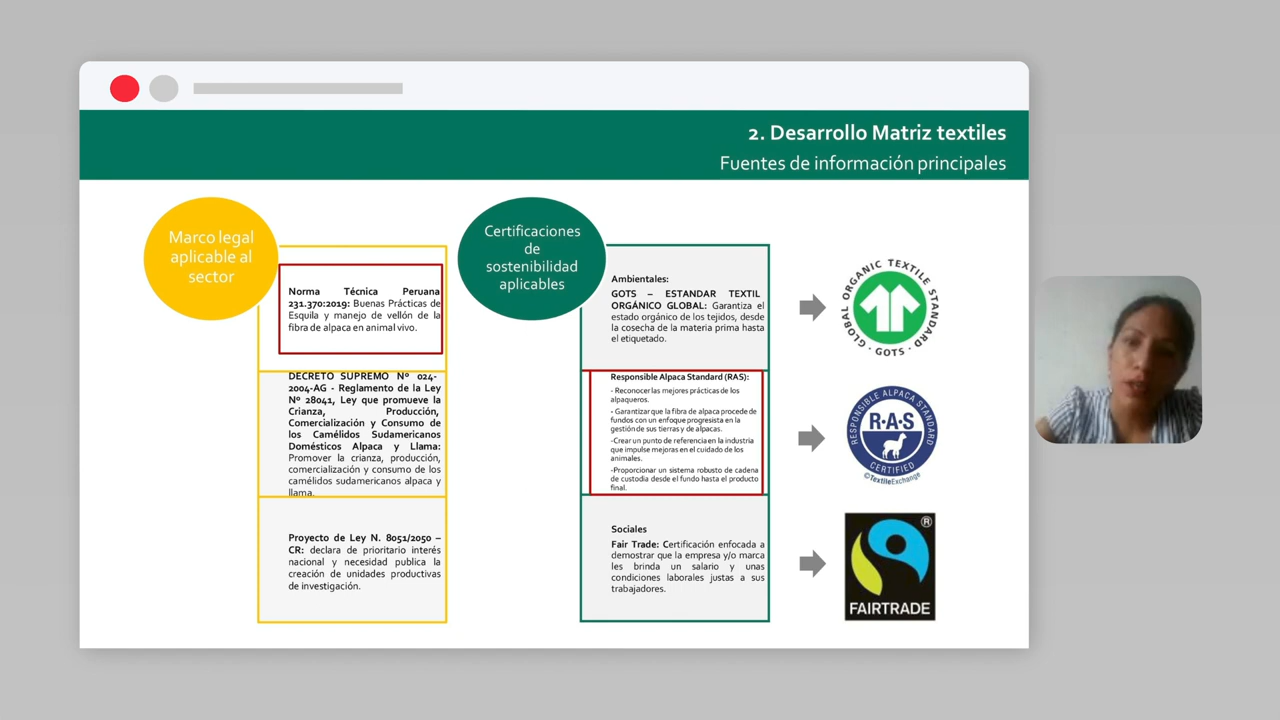 2. Desarrollo Matriz textiles
Fuentes de información principales
Marco legal
aplicable al
sector
Norma Técnica Peruana
231.370:2019: Buenas Prácticas de
Esquila y manejo de vellón de la
fibra de alpaca en animal vivo.
DECRETO SUPREMO Nº 024-
2004-AG - Reglamento de la Ley
Nº 28041, Ley que promueve la
Crianza, Producción,
Comercialización y Consumo de
los Camélidos Sudamericanos
Domésticos Alpaca y Llama:
Promover la crianza, producción,
comercialización y consumo de los
camélidos sudamericanos alpaca y
llama.
Proyecto de Ley N. 8051/2050 –
CR: declara de prioritario interés
nacional y necesidad publica la
creación de unidades productivas
de investigación.
Certificaciones
de
sostenibilidad
aplicables
Ambientales:
GOTS – ESTANDAR TEXTIL
ORGÁNICO GLOBAL: Garantiza el
estado orgánico de los tejidos, desde
la cosecha de la materia prima hasta
el etiquetado.
Responsible Alpaca Standard (RAS):
- Reconocer las mejores prácticas de los
alpaqueros.
- Garantizar que la fibra de alpaca procede de
fundos con un enfoque progresista en la
gestión de sus tierras y de alpacas.
-Crear un punto de referencia en la industria
que impulse mejoras en el cuidado de los
animales.
-Proporcionar un sistema robusto de cadena
de custodia desde el fundo hasta el producto
final.
Sociales
Fair Trade: Certificación enfocada a
demostrar que la empresa y/o marca
les brinda un salario y unas
condiciones laborales justas a sus
trabajadores.
GLOBAL ORGANIC TEXTILE STANDARD
· GOTS ·
RESPONSIBLE ALPACA STANDARD
R·A·S
CERTIFIED
©TextileExchange
®
FAIRTRADE